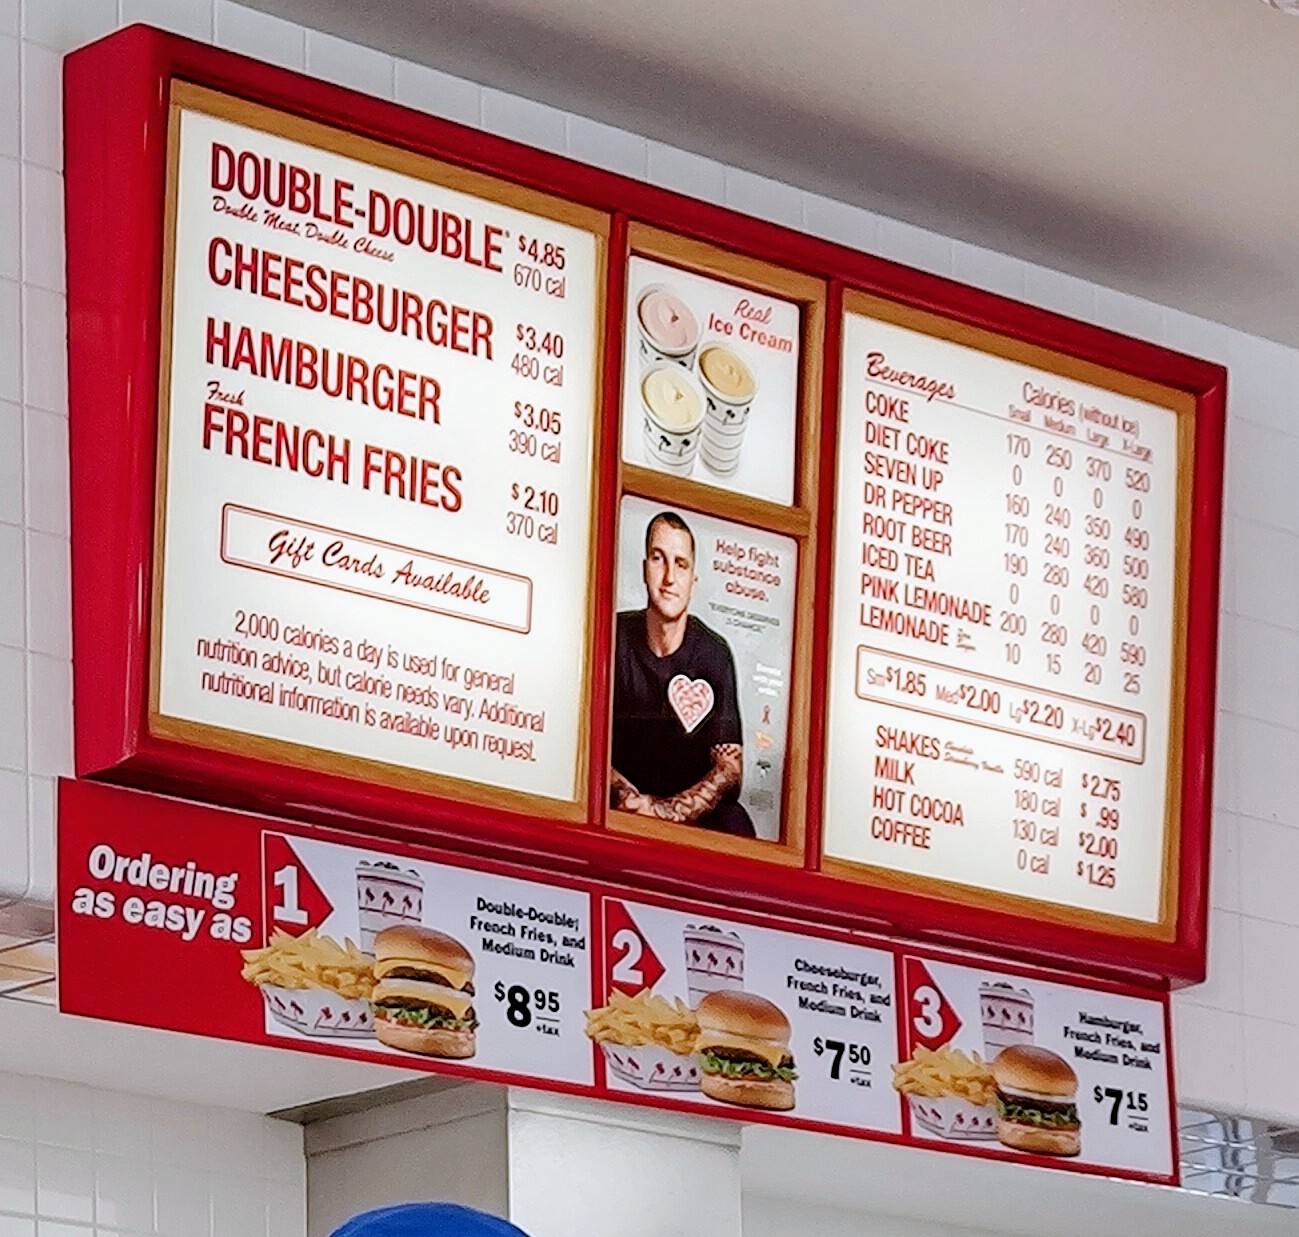 DOUBLE-DOUBLE® $4.85
Double Meat, Double Cheese 670 cal
CHEESEBURGER $3.40
480 cal
HAMBURGER $3.05
390 cal
Fresh
FRENCH FRIES $2.10
370 cal
Gift Cards Available
2,000 calories a day is used for general
nutrition advice, but calorie needs vary. Additional
nutritional information is available upon request.
Real
Ice Cream
Help fight
substance
abuse.
"EVERYONE DESERVES
A CHANCE."
Beverages Calories (without ice)
Small Medium Large X-Large
COKE 170 250 370 520
DIET COKE 0 0 0 0
SEVEN UP 160 240 350 490
DR PEPPER 170 240 360 500
ROOT BEER 190 280 420 580
ICED TEA 0 0 0 0
PINK LEMONADE 200 280 420 590
LEMONADE 10 15 20 25
Sm$1.85 Med$2.00 Lg$2.20 X-Lg$2.40
SHAKES Chocolate Strawberry Vanilla 590 cal $2.75
MILK 180 cal $ .99
HOT COCOA 130 cal $2.00
COFFEE 0 cal $1.25
Ordering
as easy as
1
Double-Double,
French Fries, and
Medium Drink
$8 95
+tax
2
Cheeseburger,
French Fries, and
Medium Drink
$7 50
+tax
3
Hamburger,
French Fries, and
Medium Drink
$7 15
+tax